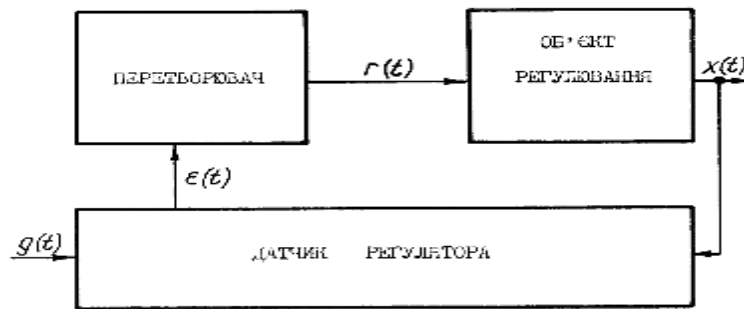 ПЕРЕТВОРЮВАЧ
r(t)
ОБ'ЄКТ
РЕГУЛЮВАННЯ
x(t)
ε(t)
g(t)
ДАТЧИК РЕГУЛЯТОРА